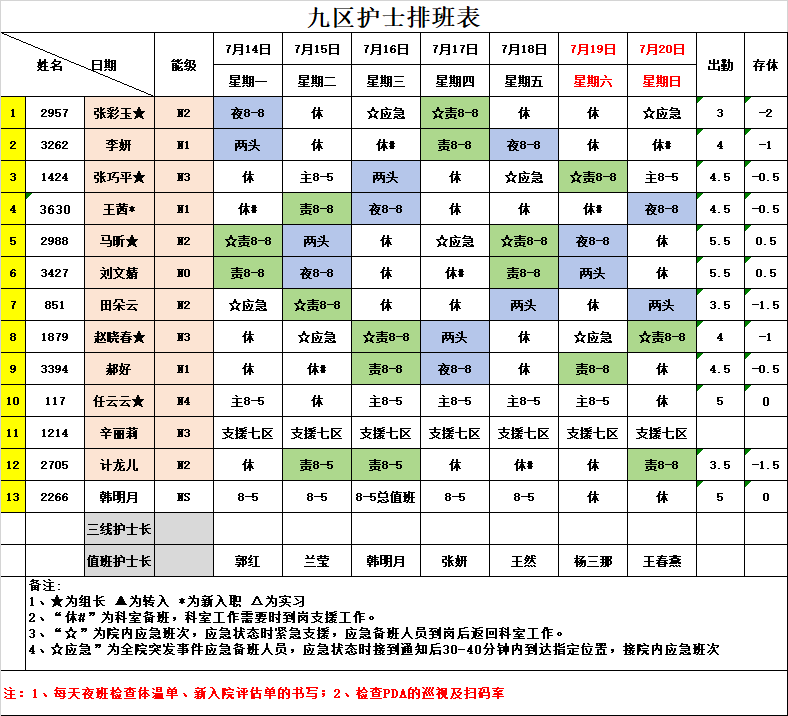 九区护士排班表
姓名 日期 能级 7月14日 7月15日 7月16日 7月17日 7月18日 7月19日 7月20日 出勤 存休
星期一 星期二 星期三 星期四 星期五 星期六 星期日
1 2957 张彩玉★ N2 夜8-8 休 ☆应急 ☆责8-8 休 休 ☆应急 3 -2
2 3262 李妍 N1 两头 休 休# 责8-8 夜8-8 休 休# 4 -1
3 1424 张巧平★ N3 休 主8-5 两头 休 ☆应急 ☆责8-8 主8-5 4.5 -0.5
4 3630 王茜* N1 休# 责8-8 夜8-8 休 休 休# 夜8-8 4.5 -0.5
5 2988 马昕★ N2 ☆责8-8 两头 休 ☆应急 ☆责8-8 夜8-8 休 5.5 0.5
6 3427 刘文婧 N0 责8-8 夜8-8 休 休# 责8-8 两头 休 5.5 0.5
7 851 田朵云 N2 ☆应急 ☆责8-8 休 休 两头 休 两头 3.5 -1.5
8 1879 赵晓春★ N3 休 ☆应急 ☆责8-8 两头 休 ☆应急 ☆责8-8 4 -1
9 3394 郝好 N1 休 休# 责8-8 夜8-8 休 责8-8 休 4.5 -0.5
10 117 任云云★ N4 主8-5 休 主8-5 主8-5 主8-5 主8-5 休 5 0
11 1214 辛丽莉 N3 支援七区 支援七区 支援七区 支援七区 支援七区 支援七区 支援七区
12 2705 计龙儿 N2 休 责8-5 责8-5 休 休# 休 责8-8 3.5 -1.5
13 2266 韩明月 NS 8-5 8-5 8-5总值班 8-5 8-5 休 休 5 0
三线护士长
值班护士长 郭红 兰莹 韩明月 张妍 王然 杨三那 王春燕
备注:
1、★为组长 ▲为转入 *为新入职 △为实习
2、“休#”为科室备班，科室工作需要时到岗支援工作。
3、“☆”为院内应急班次，应急状态时紧急支援，应急备班人员到岗后返回科室工作。
4、☆应急”为全院突发事件应急备班人员，应急状态时接到通知后30-40分钟内到达指定位置，接院内应急班次
注：1、每天夜班检查体温单、新入院评估单的书写；2、检查PDA的巡视及扫码率